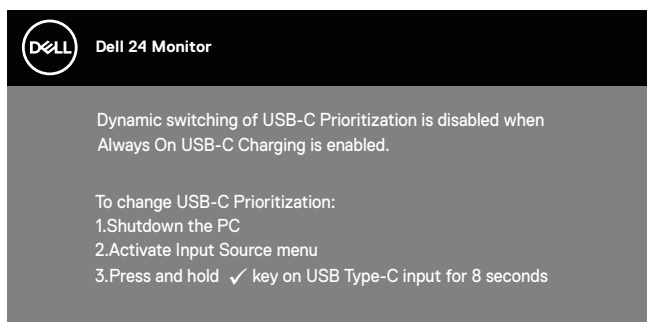 DELL
Dell 24 Monitor
Dynamic switching of USB-C Prioritization is disabled when
Always On USB-C Charging is enabled.
To change USB-C Prioritization:
1.Shutdown the PC
2.Activate Input Source menu
3.Press and hold ✓ key on USB Type-C input for 8 seconds